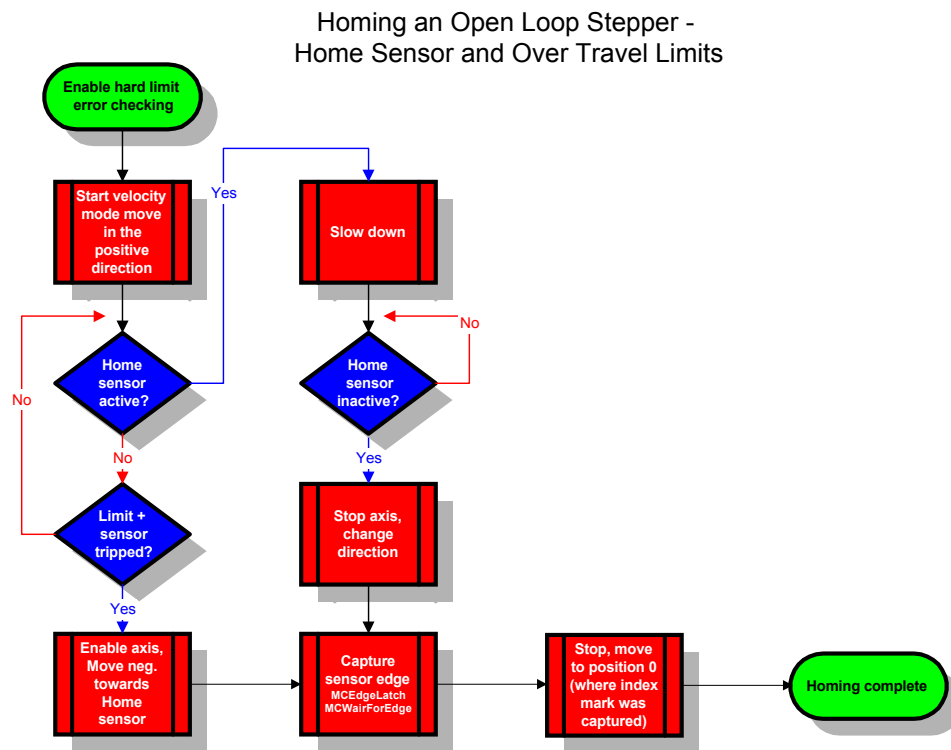 Homing an Open Loop Stepper -
Home Sensor and Over Travel Limits
Enable hard limit
error checking
Start velocity
mode move
in the
positive
direction
Yes
Slow down
Home
sensor
active?
No
No
Home
sensor
inactive?
No
Yes
Limit +
sensor
tripped?
Yes
Stop axis,
change
direction
Enable axis,
Move neg.
towards
Home
sensor
Capture
sensor edge
MCEdgeLatch
MCWairForEdge
Stop, move
to position 0
(where index
mark was
captured)
Homing complete